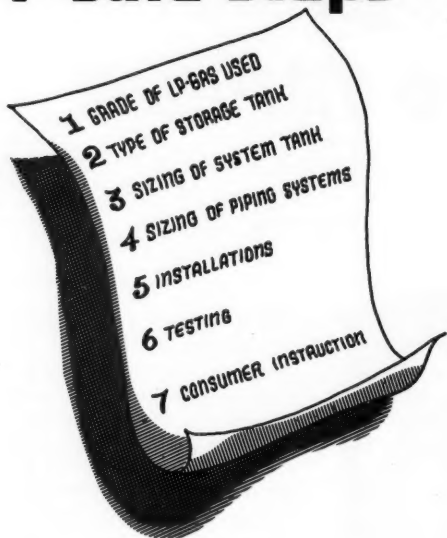 1 GRADE OF LP-GAS USED
2 TYPE OF STORAGE TANK
3 SIZING OF SYSTEM TANK
4 SIZING OF PIPING SYSTEMS
5 INSTALLATIONS
6 TESTING
7 CONSUMER INSTRUCTION